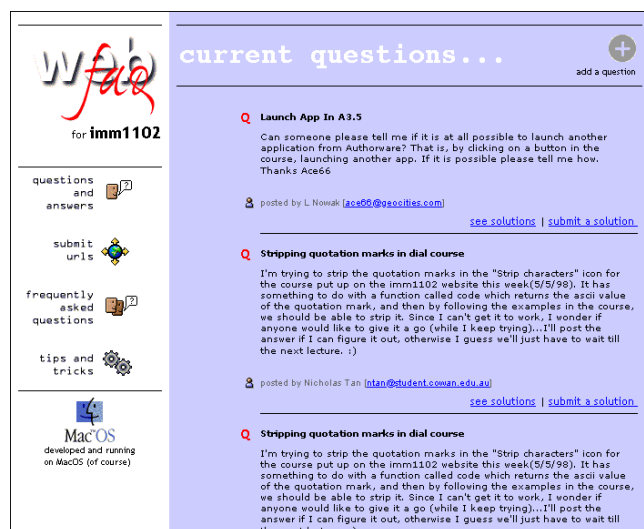 web
faq
for imm1102
questions
and
answers
submit
urls
frequently
asked
questions
tips and
tricks
Mac OS
developed and running
on MacOS (of course)
current questions...
add a question
Q Launch App In A3.5
Can someone please tell me if it is at all possible to launch another
application from Authorware? That is, by clicking on a button in the
course, launching another app. If it is possible please tell me how.
Thanks Ace66
posted by L Nowak [ace66@geocities.com]
see solutions | submit a solution
Q Stripping quotation marks in dial course
I'm trying to strip the quotation marks in the "Strip characters" icon for
the course put up on the imm1102 website this week(5/5/98). It has
something to do with a function called code which returns the ascii value
of the quotation mark, and then by following the examples in the course,
we should be able to strip it. Since I can't get it to work, I wonder if
anyone would like to give it a go (while I keep trying)...I'll post the
answer if I can figure it out, otherwise I guess we'll just have to wait till
the next lecture. :)
posted by Nicholas Tan [ntan@student.cowan.edu.au]
see solutions | submit a solution
Q Stripping quotation marks in dial course
I'm trying to strip the quotation marks in the "Strip characters" icon for
the course put up on the imm1102 website this week(5/5/98). It has
something to do with a function called code which returns the ascii value
of the quotation mark, and then by following the examples in the course,
we should be able to strip it. Since I can't get it to work, I wonder if
anyone would like to give it a go (while I keep trying)...I'll post the
answer if I can figure it out, otherwise I guess we'll just have to wait till